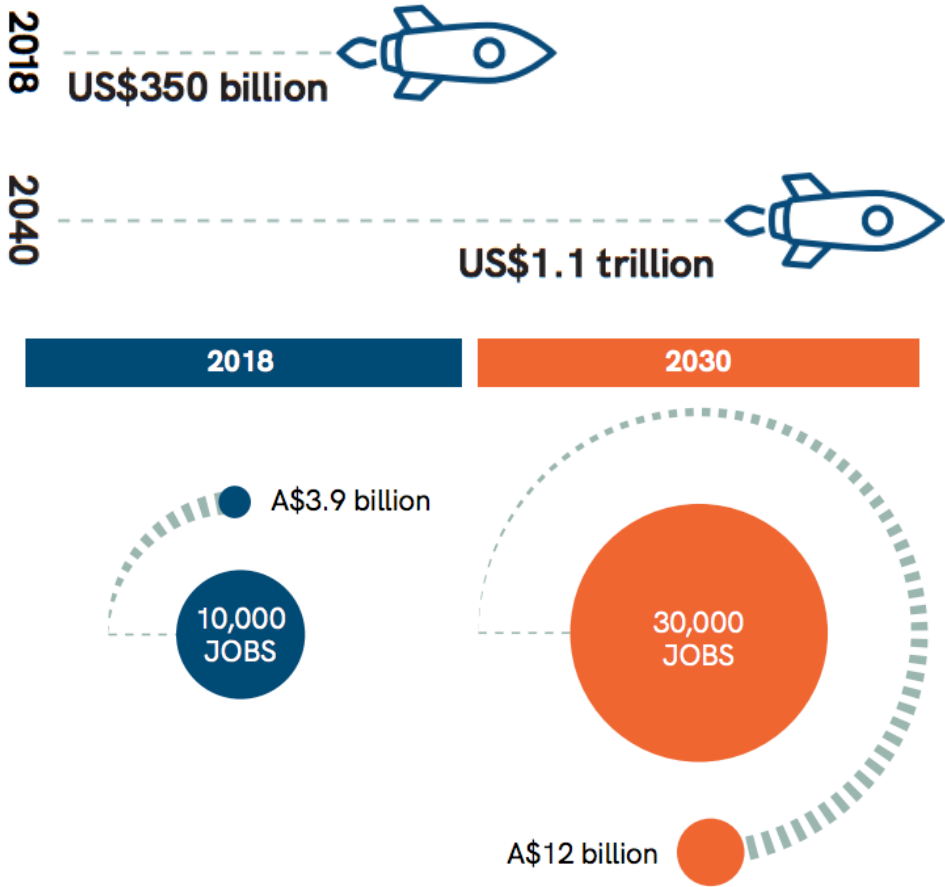 2018
US$350 billion
2040
US$1.1 trillion
2018
2030
A$3.9 billion
10,000
JOBS
30,000
JOBS
A$12 billion